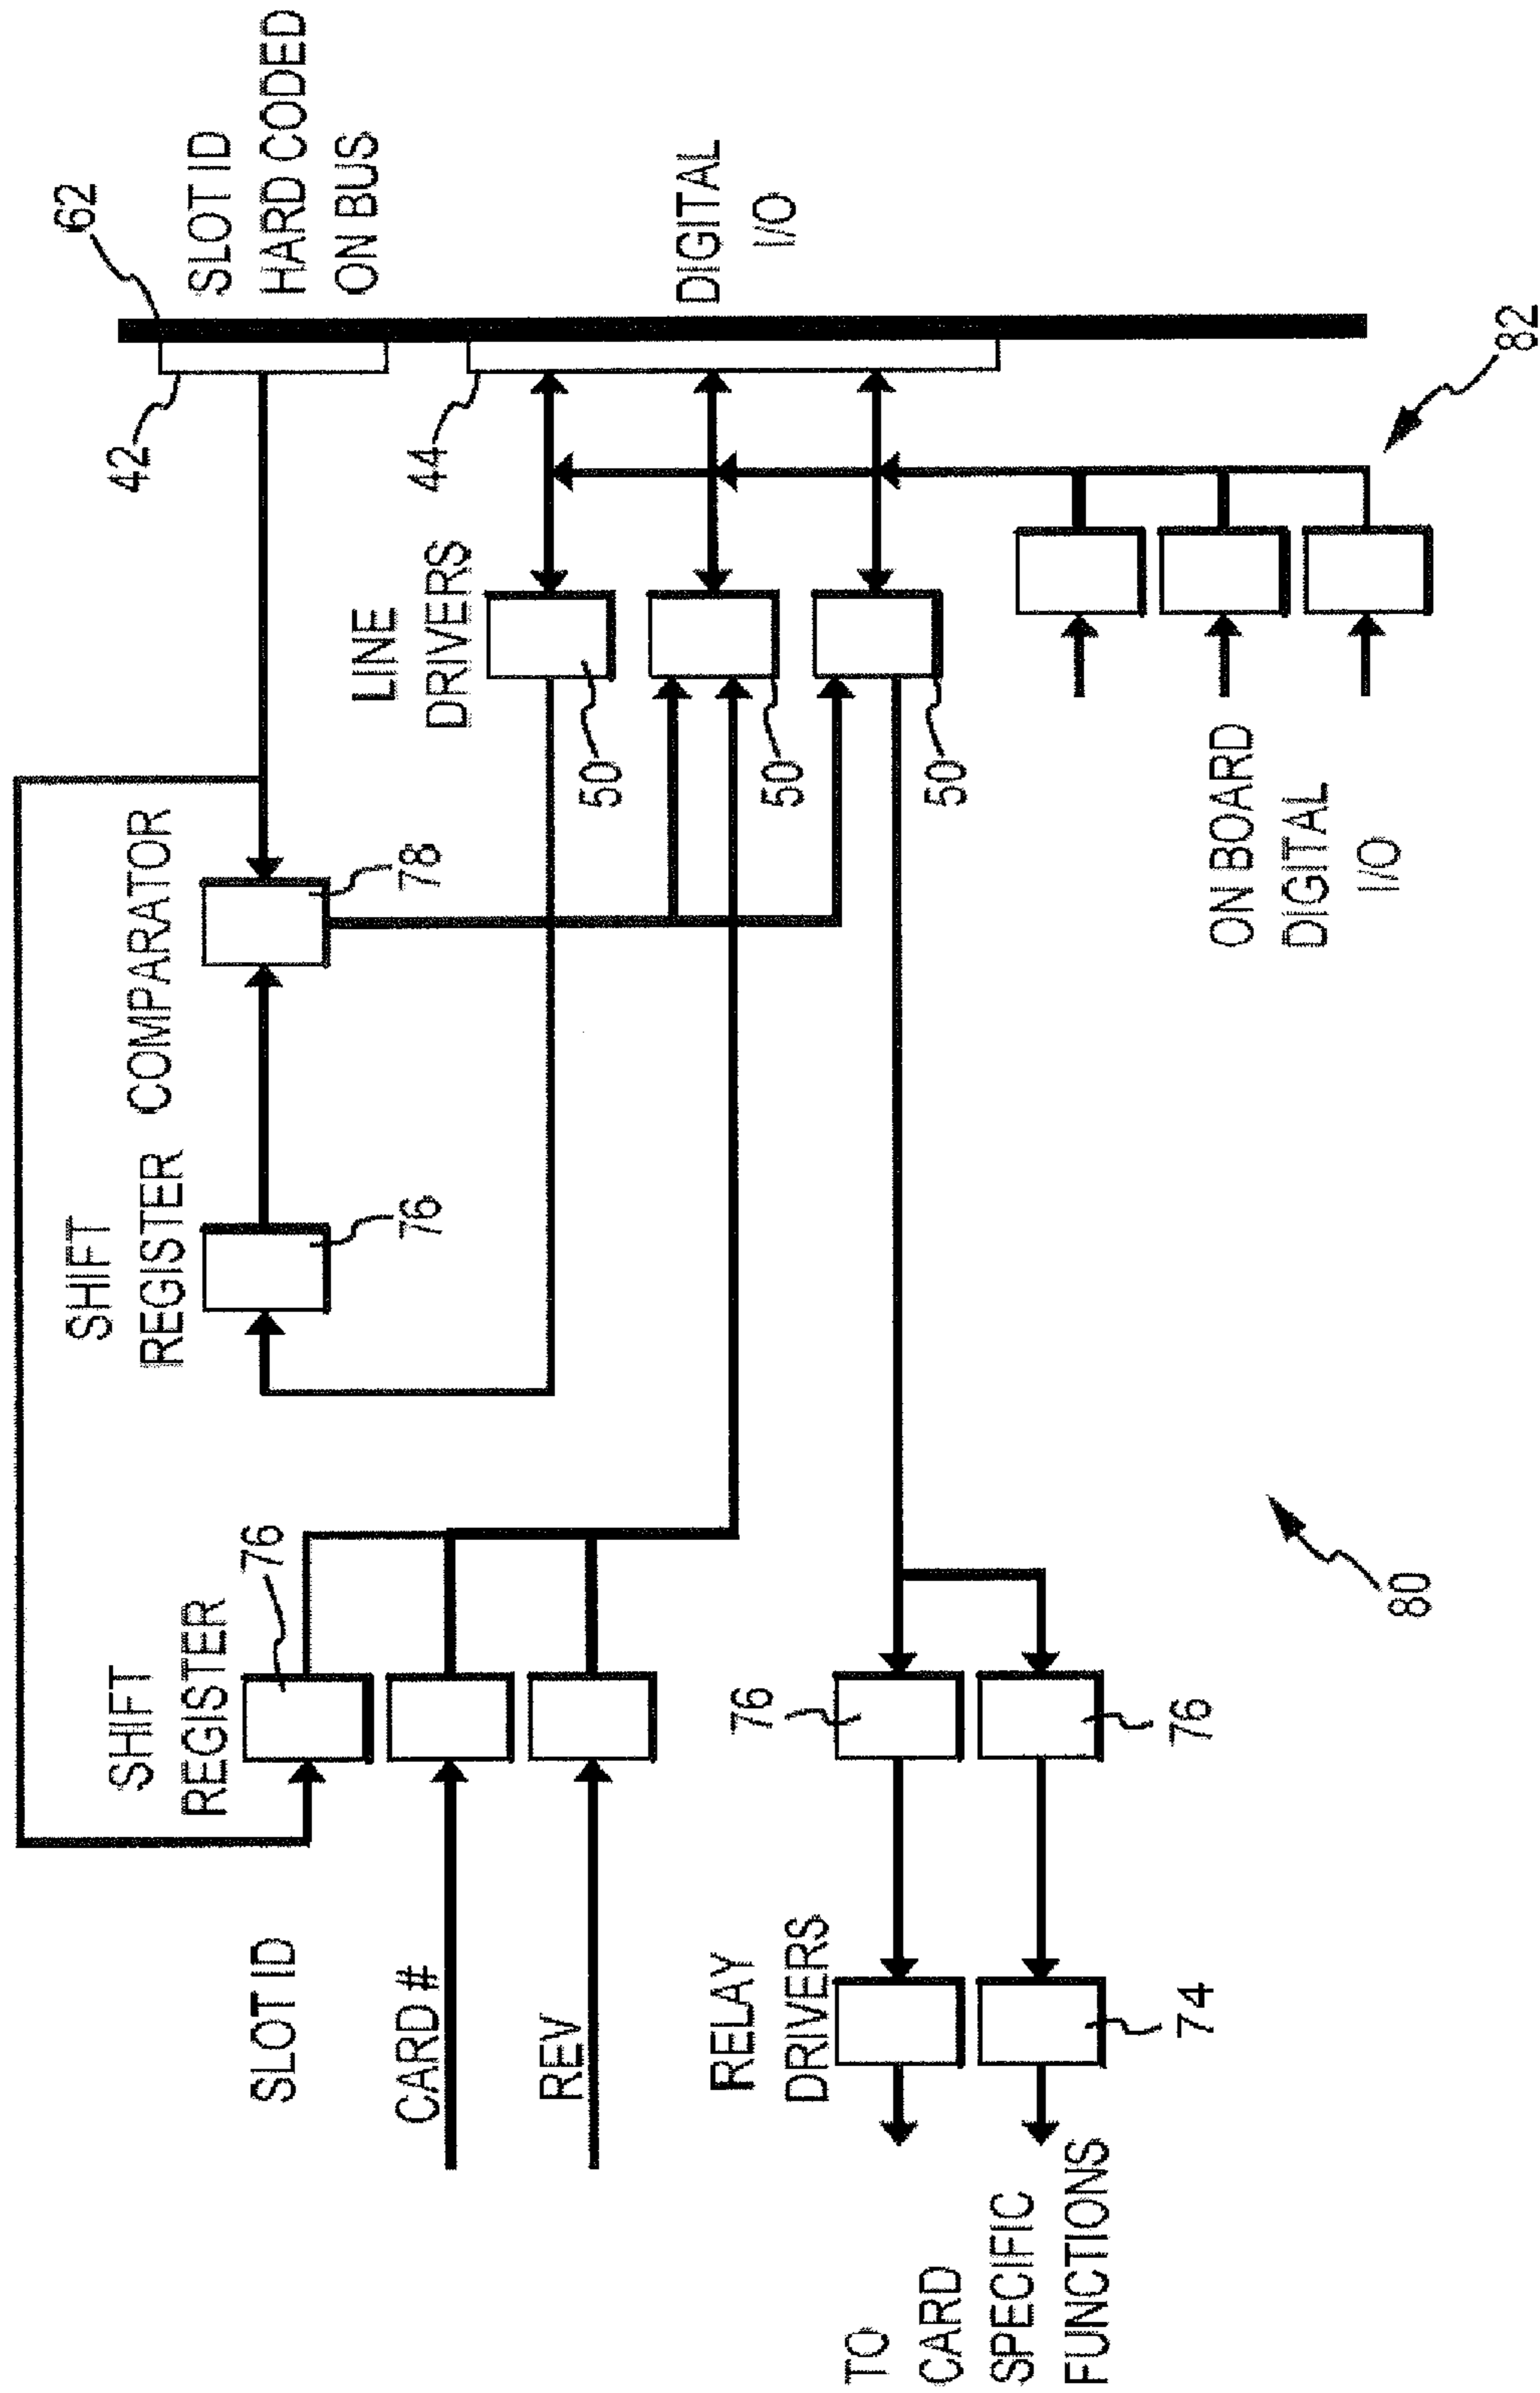 62
SLOT ID
HARD CODED
ON BUS
42
DIGITAL
I/O
44
LINE
DRIVERS
COMPARATOR
78
SHIFT
REGISTER
76
50
50
50
82
ON BOARD
DIGITAL
I/O
SHIFT
REGISTER
76
SLOT ID
CARD #
REV
76
76
RELAY
DRIVERS
74
80
TO
CARD
SPECIFIC
FUNCTIONS